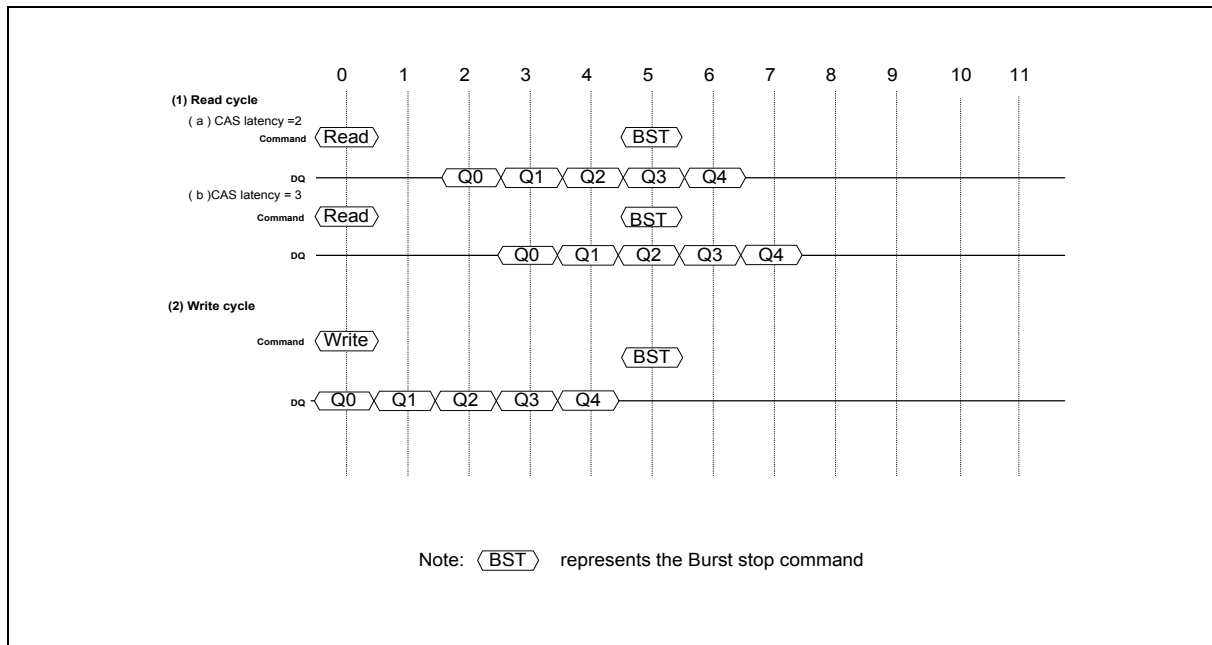 0 1 2 3 4 5 6 7 8 9 10 11
(1) Read cycle
( a ) CAS latency =2
Command Read BST
DQ Q0 Q1 Q2 Q3 Q4
( b )CAS latency = 3
Command Read BST
DQ Q0 Q1 Q2 Q3 Q4
(2) Write cycle
Command Write BST
DQ Q0 Q1 Q2 Q3 Q4
Note: BST represents the Burst stop command